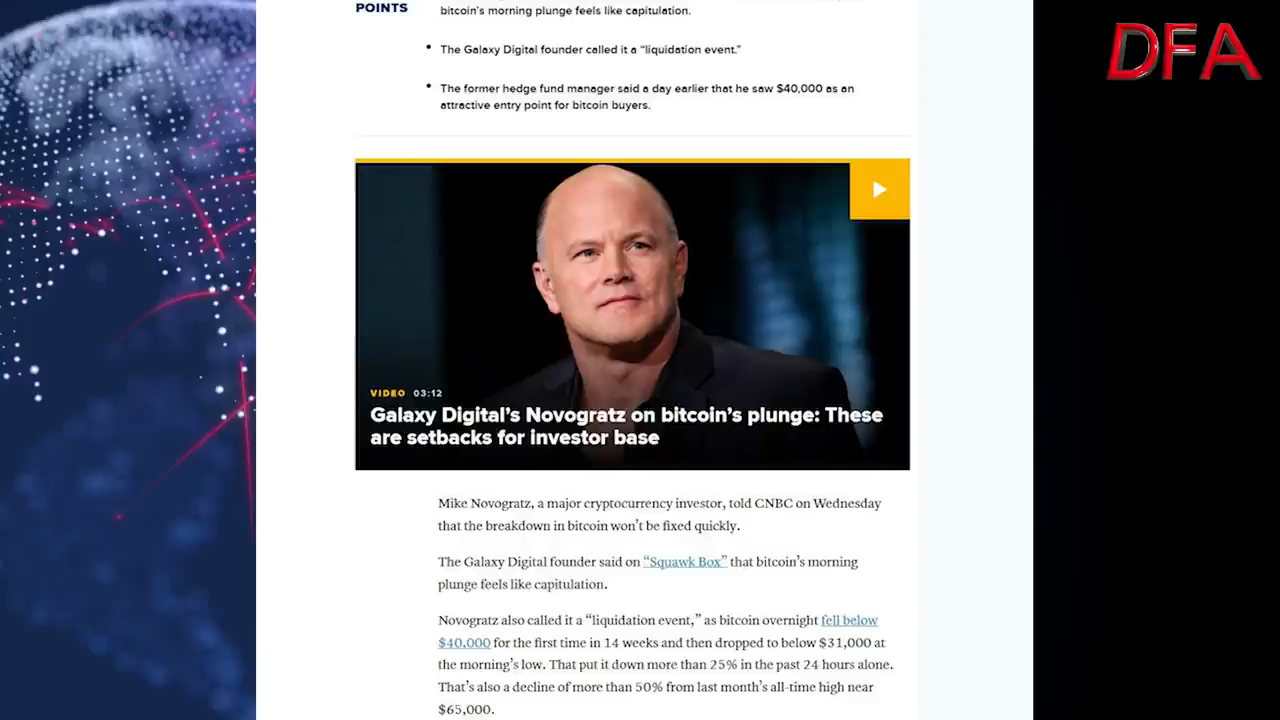 POINTS
bitcoin's morning plunge feels like capitulation.
DFA
• The Galaxy Digital founder called it a “liquidation event.”
• The former hedge fund manager said a day earlier that he saw $40,000 as an
attractive entry point for bitcoin buyers.
VIDEO 03:12
Galaxy Digital's Novogratz on bitcoin's plunge: These
are setbacks for investor base
Mike Novogratz, a major cryptocurrency investor, told CNBC on Wednesday
that the breakdown in bitcoin won't be fixed quickly.
The Galaxy Digital founder said on “Squawk Box” that bitcoin's morning
plunge feels like capitulation.
Novogratz also called it a “liquidation event,” as bitcoin overnight fell below
$40,000 for the first time in 14 weeks and then dropped to below $31,000 at
the morning's low. That put it down more than 25% in the past 24 hours alone.
That's also a decline of more than 50% from last month's all-time high near
$65,000.